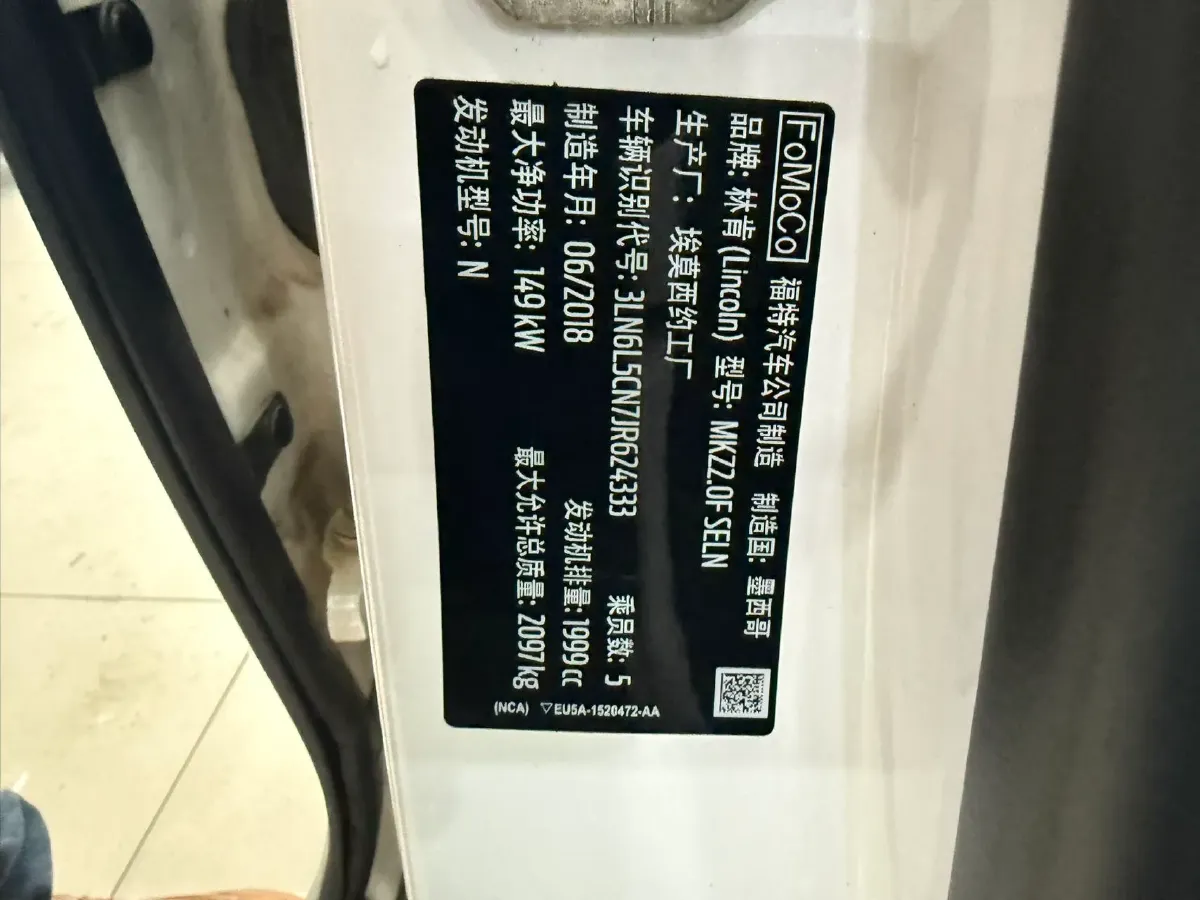 FoMoCo 福特汽车公司制造 制造国: 墨西哥
品牌: 林肯 (Lincoln) 型号: MKZ2.0F SELN
生产厂: 埃莫西约工厂
车辆识别代号: 3LN6L5CN7JR624333 乘员数: 5
制造年月: 06/2018 发动机排量: 1999 cc
最大净功率: 149 kW 最大允许总质量: 2097 kg
发动机型号: N
(NCA) ▽EU5A-1520472-AA